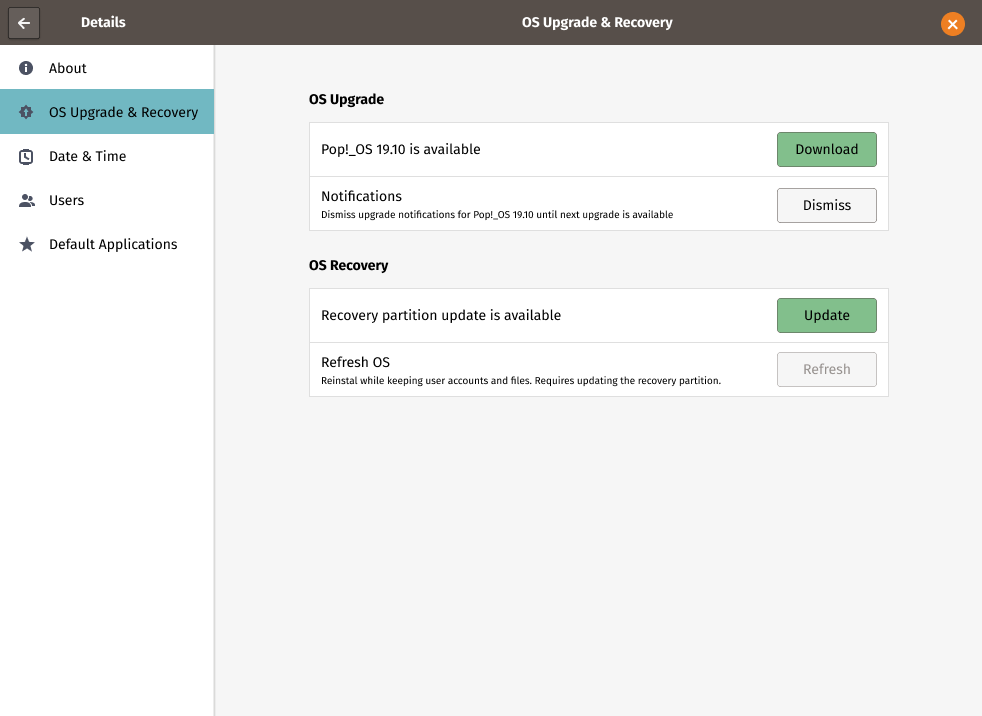 Details
OS Upgrade & Recovery
About
OS Upgrade & Recovery
Date & Time
Users
Default Applications
OS Upgrade
Pop!_OS 19.10 is available
Download
Notifications
Dismiss upgrade notifications for Pop!_OS 19.10 until next upgrade is available
Dismiss
OS Recovery
Recovery partition update is available
Update
Refresh OS
Reinstal while keeping user accounts and files. Requires updating the recovery partition.
Refresh